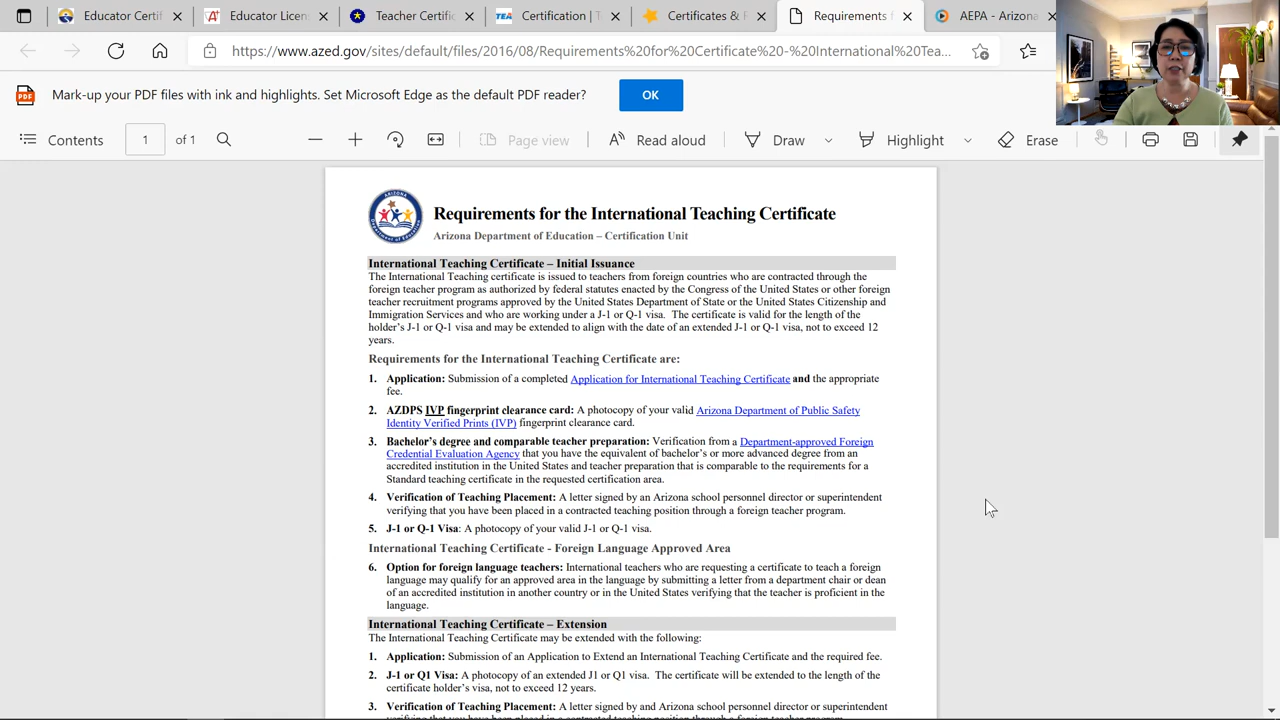 Educator Certif
Educator Licens
Teacher Certific
TEA
Certification | T
Certificates & P
Requirements f
AEPA - Arizona
https://www.azed.gov/sites/default/files/2016/08/Requirements%20for%20Certificate%20-%20International%20Tea...
PDF
Mark-up your PDF files with ink and highlights. Set Microsoft Edge as the default PDF reader?
OK
Contents
1
of 1
Page view
Read aloud
Draw
Highlight
Erase
Requirements for the International Teaching Certificate
Arizona Department of Education – Certification Unit
International Teaching Certificate – Initial Issuance
The International Teaching certificate is issued to teachers from foreign countries who are contracted through the
foreign teacher program as authorized by federal statutes enacted by the Congress of the United States or other foreign
teacher recruitment programs approved by the United States Department of State or the United States Citizenship and
Immigration Services and who are working under a J-1 or Q-1 visa. The certificate is valid for the length of the
holder's J-1 or Q-1 visa and may be extended to align with the date of an extended J-1 or Q-1 visa, not to exceed 12
years.
Requirements for the International Teaching Certificate are:
1. Application: Submission of a completed Application for International Teaching Certificate and the appropriate
fee.
2. AZDPS IVP fingerprint clearance card: A photocopy of your valid Arizona Department of Public Safety
Identity Verified Prints (IVP) fingerprint clearance card.
3. Bachelor's degree and comparable teacher preparation: Verification from a Department-approved Foreign
Credential Evaluation Agency that you have the equivalent of bachelor's or more advanced degree from an
accredited institution in the United States and teacher preparation that is comparable to the requirements for a
Standard teaching certificate in the requested certification area.
4. Verification of Teaching Placement: A letter signed by an Arizona school personnel director or superintendent
verifying that you have been placed in a contracted teaching position through a foreign teacher program.
5. J-1 or Q-1 Visa: A photocopy of your valid J-1 or Q-1 visa.
International Teaching Certificate - Foreign Language Approved Area
6. Option for foreign language teachers: International teachers who are requesting a certificate to teach a foreign
language may qualify for an approved area in the language by submitting a letter from a department chair or dean
of an accredited institution in another country or in the United States verifying that the teacher is proficient in the
language.
International Teaching Certificate – Extension
The International Teaching Certificate may be extended with the following:
1. Application: Submission of an Application to Extend an International Teaching Certificate and the required fee.
2. J-1 or Q1 Visa: A photocopy of an extended J1 or Q1 visa. The certificate will be extended to the length of the
certificate holder's visa, not to exceed 12 years.
3. Verification of Teaching Placement: A letter signed by and Arizona school personnel director or superintendent
verifying that you have been placed in a contracted teaching position through a foreign teacher program.